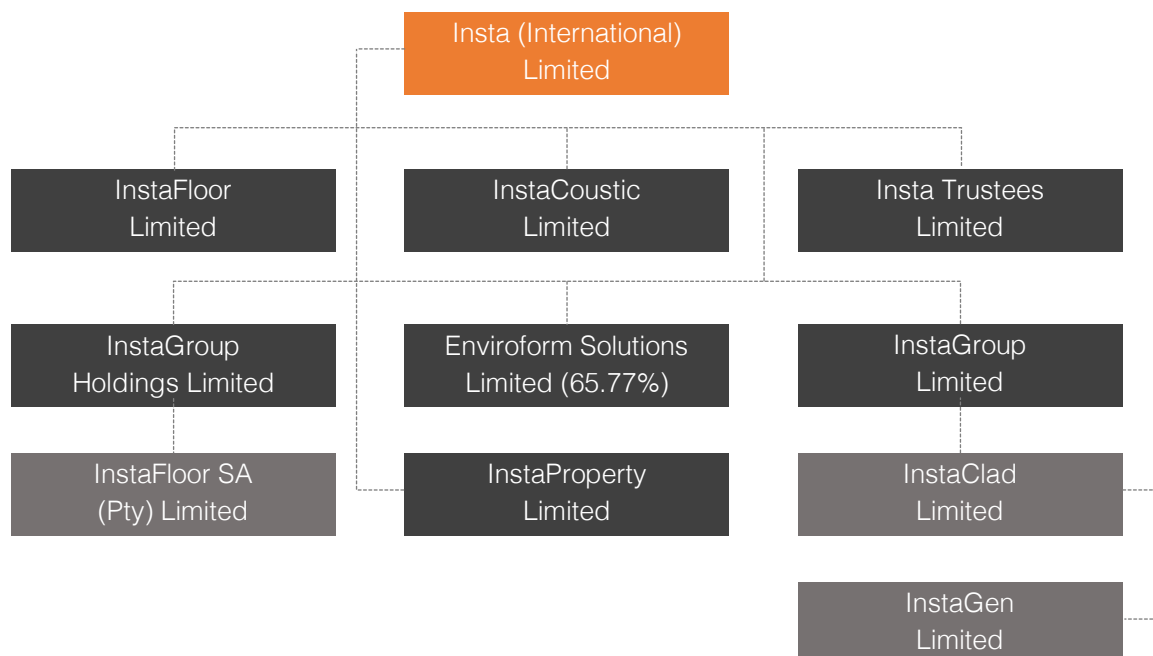 Insta (International)
Limited
InstaFloor
Limited
InstaCoustic
Limited
Insta Trustees
Limited
InstaGroup
Holdings Limited
Enviroform Solutions
Limited (65.77%)
InstaGroup
Limited
InstaFloor SA
(Pty) Limited
InstaProperty
Limited
InstaClad
Limited
InstaGen
Limited